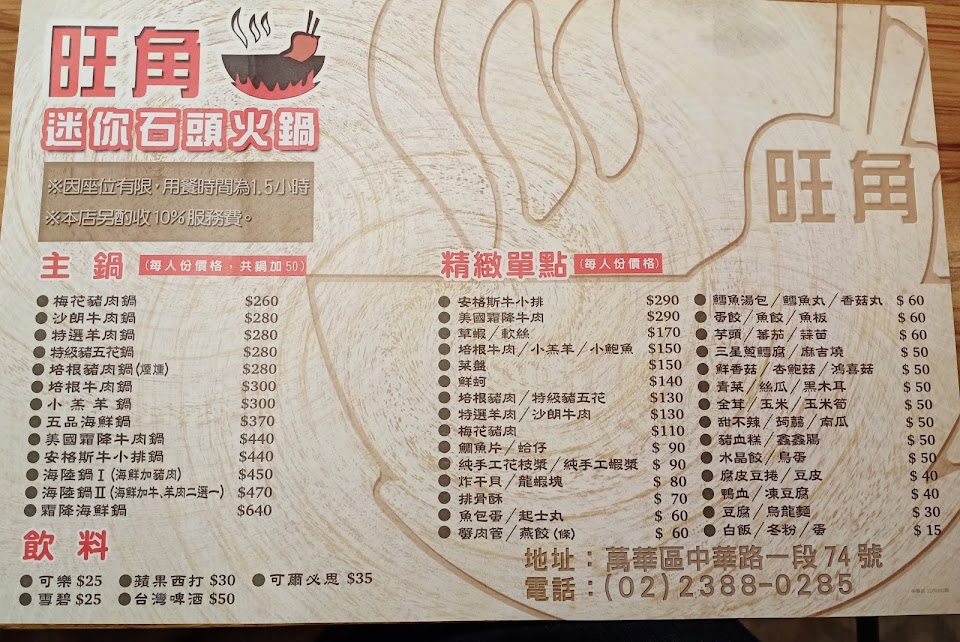 旺角
迷你石頭火鍋
※因座位有限,用餐時間為1.5小時
※本店另酌收10%服務費。
旺角
主鍋 (每人份價格,共鍋加50)
梅花豬肉鍋 $260
沙朗牛肉鍋 $280
特選羊肉鍋 $280
特級豬五花鍋 $280
培根豬肉鍋(煙燻) $280
培根牛肉鍋 $300
小羔羊鍋 $300
五品海鮮鍋 $370
美國霜降牛肉鍋 $440
安格斯牛小排鍋 $440
海陸鍋Ⅰ(海鮮加豬肉) $450
海陸鍋Ⅱ(海鮮加牛、羊肉二選一) $470
霜降海鮮鍋 $640
飲料
可樂$25 蘋果西打$30 可爾必思$35
雪碧$25 台灣啤酒$50
精緻單點 (每人份價格)
安格斯牛小排 $290
美國霜降牛肉 $290
草蝦/軟絲 $170
培根牛肉/小羔羊/小鮑魚 $150
菜盤 $150
鮮蚵 $140
培根豬肉/特級豬五花 $130
特選羊肉/沙朗牛肉 $130
梅花豬肉 $110
鯛魚片/蛤仔 $ 90
純手工花枝漿/純手工蝦漿 $ 90
炸干貝/龍蝦塊 $ 80
排骨酥 $ 70
魚包蛋/起士丸 $ 60
蟹肉管/燕餃(條) $ 60
鱈魚湯包/鱈魚丸/香菇丸 $ 60
蛋餃/魚餃/魚板 $ 60
芋頭/蕃茄/蒜苗 $ 60
三星蔥鱈腐/麻吉燒 $ 50
鮮香菇/杏鮑菇/鴻喜菇 $ 50
青菜/絲瓜/黑木耳 $ 50
金茸/玉米/玉米筍 $ 50
甜不辣/蒟蒻/南瓜 $ 50
豬血糕/鑫鑫腸 $ 50
水晶餃/鳥蛋 $ 50
腐皮豆捲/豆皮 $ 40
鴨血/凍豆腐 $ 40
豆腐/烏龍麵 $ 30
白飯/冬粉/蛋 $ 15
地址:萬華區中華路一段74號
電話:(02)2388-0285